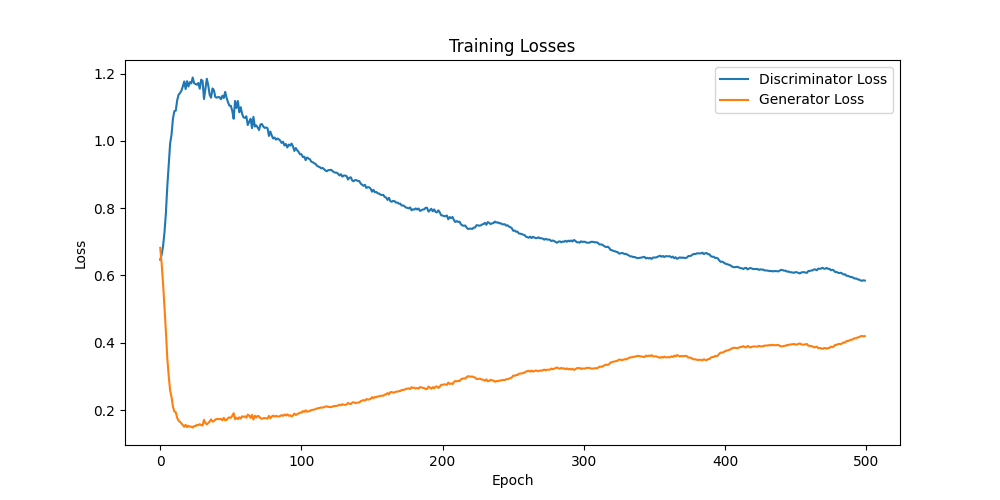 Training Losses
Discriminator Loss
Generator Loss
Loss
1.2
1.0
0.8
0.6
0.4
0.2
0 100 200 300 400 500
Epoch